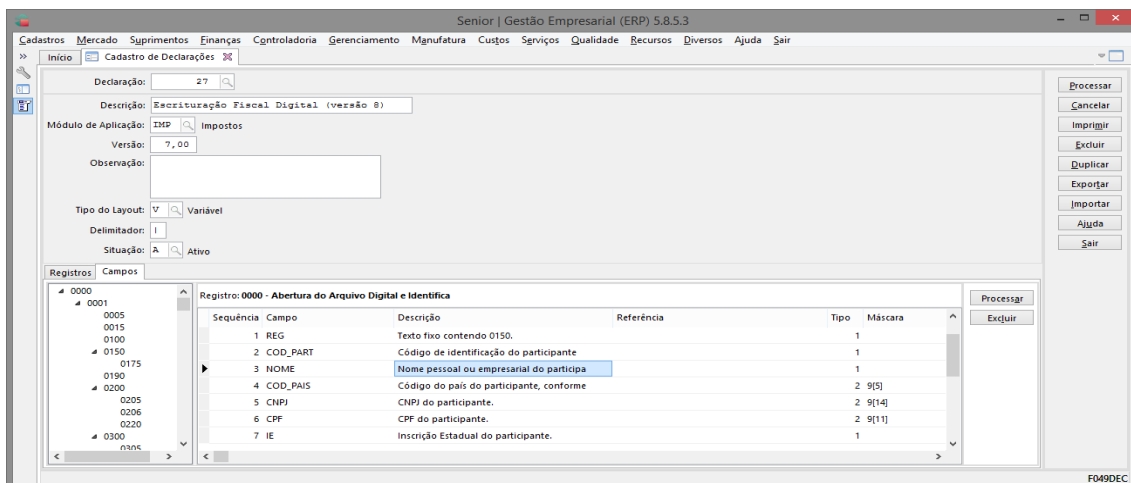 Senior | Gestão Empresarial (ERP) 5.8.5.3
Cadastros Mercado Suprimentos Finanças Controladoria Gerenciamento Manufatura Custos Serviços Qualidade Recursos Diversos Ajuda Sair
Início Cadastro de Declarações
Declaração: 27
Descrição: Escrituração Fiscal Digital (versão 8)
Módulo de Aplicação: IMP Impostos
Versão: 7,00
Observação:
Tipo do Layout: V Variável
Delimitador: |
Situação: A Ativo
Processar
Cancelar
Imprimir
Excluir
Duplicar
Exportar
Importar
Ajuda
Sair
Registros Campos
0000
0001
0005
0015
0100
0150
0175
0190
0200
0205
0206
0220
0300
0305
Registro: 0000 - Abertura do Arquivo Digital e Identifica
Sequência Campo Descrição Referência Tipo Máscara
1 REG Texto fixo contendo 0150. 1
2 COD_PART Código de identificação do participante 1
3 NOME Nome pessoal ou empresarial do participa 1
4 COD_PAIS Código do país do participante, conforme 2 9[5]
5 CNPJ CNPJ do participante. 2 9[14]
6 CPF CPF do participante. 2 9[11]
7 IE Inscrição Estadual do participante. 1
Processar
Excluir
F049DEC